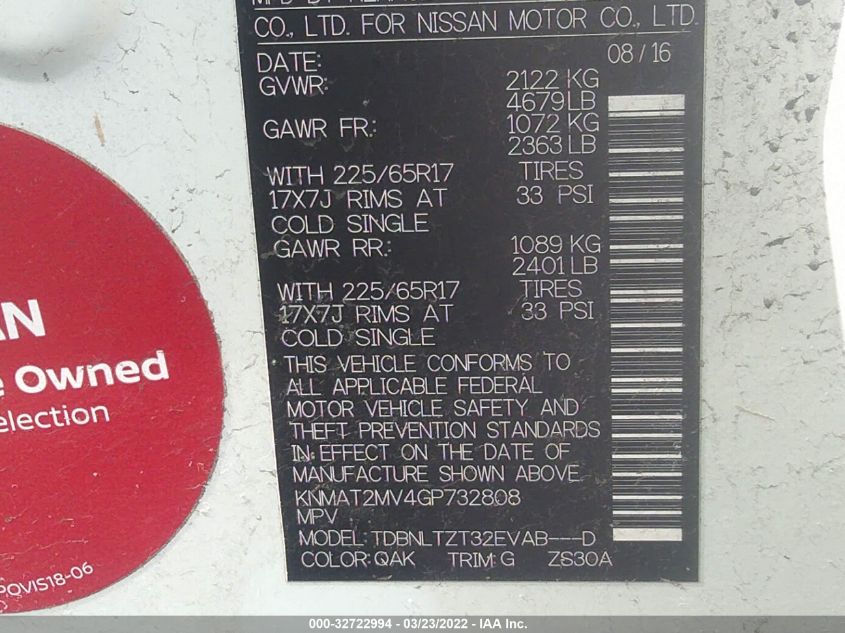 CO., LTD. FOR NISSAN MOTOR CO., LTD.
DATE: 08/16
GVWR: 2122 KG
4679 LB
GAWR FR.: 1072 KG
2363 LB
WITH 225/65R17 TIRES
17X7J RIMS AT 33 PSI
COLD SINGLE
GAWR RR.: 1089 KG
2401 LB
WITH 225/65R17 TIRES
17X7J RIMS AT 33 PSI
COLD SINGLE
THIS VEHICLE CONFORMS TO
ALL APPLICABLE FEDERAL
MOTOR VEHICLE SAFETY AND
THEFT PREVENTION STANDARDS
IN EFFECT ON THE DATE OF
MANUFACTURE SHOWN ABOVE.
KNMAT2MV4GP732808
MPV
MODEL: TDBNLTZT32EVAB---D
COLOR: QAK TRIM: G ZS30A
AN
e Owned
election
POVIS18-06
000-32722994 - 03/23/2022 - IAA Inc.